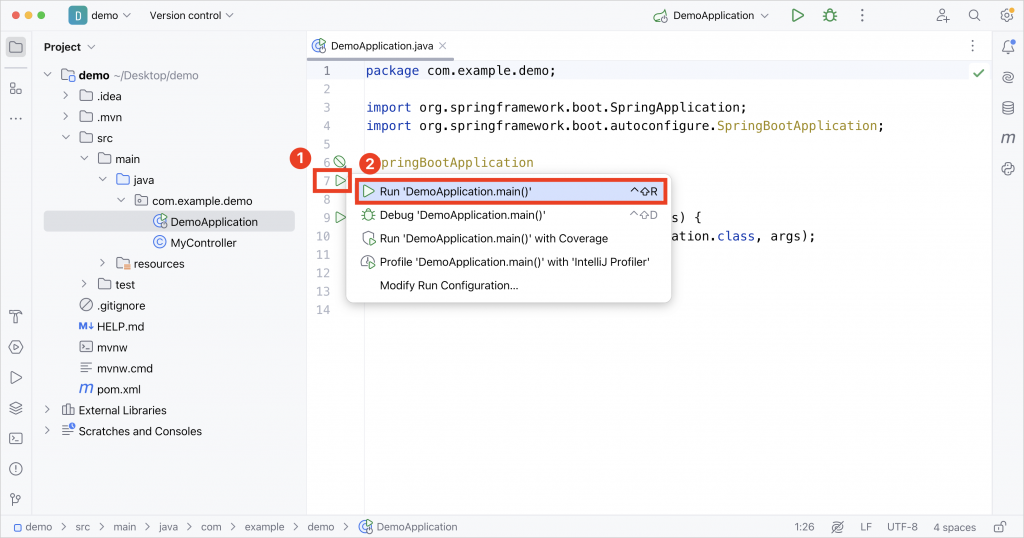 D demo Version control DemoApplication
Project
DemoApplication.java
demo ~/Desktop/demo
.idea
.mvn
src
main
java
com.example.demo
DemoApplication
MyController
resources
test
.gitignore
M↓ HELP.md
mvnw
mvnw.cmd
m pom.xml
External Libraries
Scratches and Consoles
1 package com.example.demo;
2
3 import org.springframework.boot.SpringApplication;
4 import org.springframework.boot.autoconfigure.SpringBootApplication;
5
6 pringBootApplication
7
8
9 s) {
10 ation.class, args);
11
12
13
14
1
2
Run 'DemoApplication.main()' ^⇧R
Debug 'DemoApplication.main()' ^⇧D
Run 'DemoApplication.main()' with Coverage
Profile 'DemoApplication.main()' with 'IntelliJ Profiler'
Modify Run Configuration...
m
demo > src > main > java > com > example > demo > DemoApplication 1:26 LF UTF-8 4 spaces